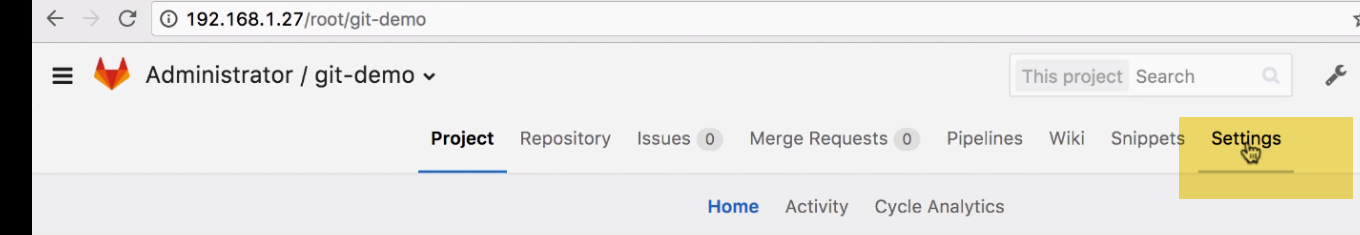 192.168.1.27/root/git-demo
Administrator / git-demo This project Search
Project Repository Issues 0 Merge Requests 0 Pipelines Wiki Snippets Settings
Home Activity Cycle Analytics